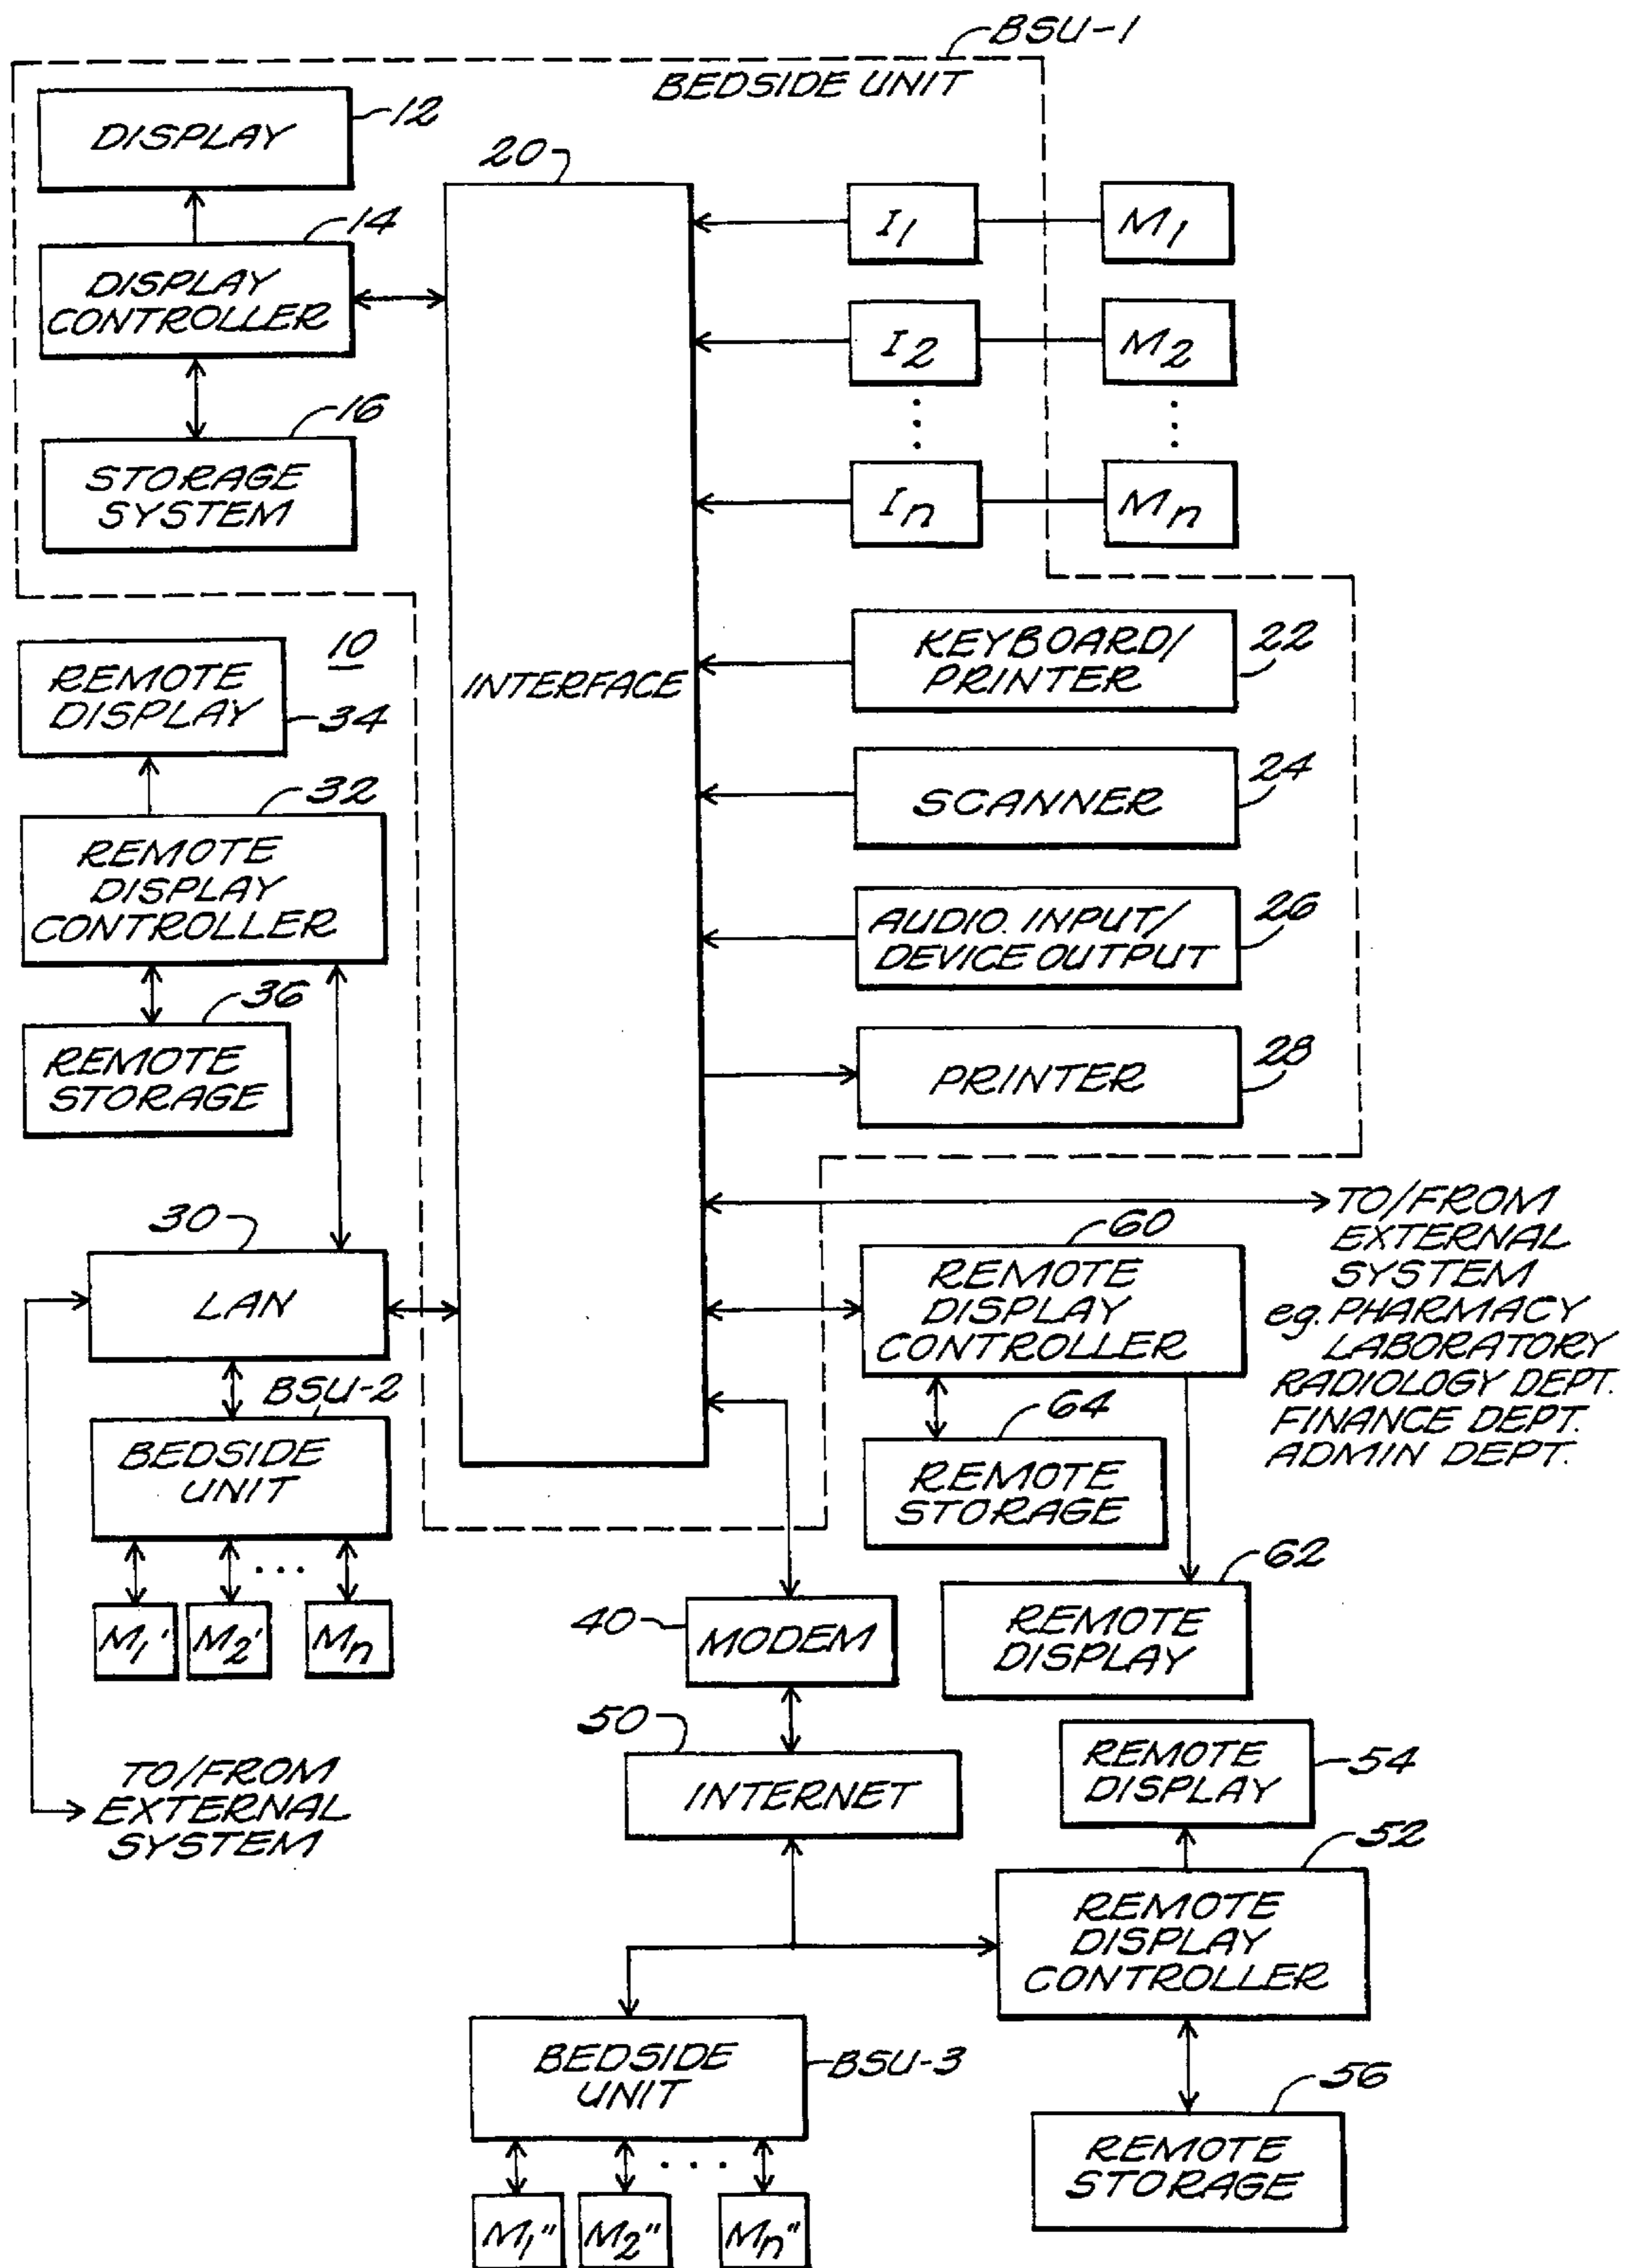 BSU-1
BEDSIDE UNIT
DISPLAY
12
20
14
DISPLAY
CONTROLLER
16
STORAGE
SYSTEM
I1
M1
I2
M2
In
Mn
INTERFACE
KEYBOARD/
PRINTER
22
SCANNER
24
AUDIO. INPUT/
DEVICE OUTPUT
26
PRINTER
28
10
REMOTE
DISPLAY
34
32
REMOTE
DISPLAY
CONTROLLER
36
REMOTE
STORAGE
30
LAN
BSU-2
BEDSIDE
UNIT
M1'
M2'
Mn
TO/FROM
EXTERNAL
SYSTEM
TO/FROM
EXTERNAL
SYSTEM
eg. PHARMACY
LABORATORY
RADIOLOGY DEPT.
FINANCE DEPT.
ADMIN DEPT.
60
REMOTE
DISPLAY
CONTROLLER
64
REMOTE
STORAGE
62
REMOTE
DISPLAY
40
MODEM
50
INTERNET
REMOTE
DISPLAY
54
52
REMOTE
DISPLAY
CONTROLLER
BEDSIDE
UNIT
BSU-3
56
REMOTE
STORAGE
M1"
M2"
Mn"